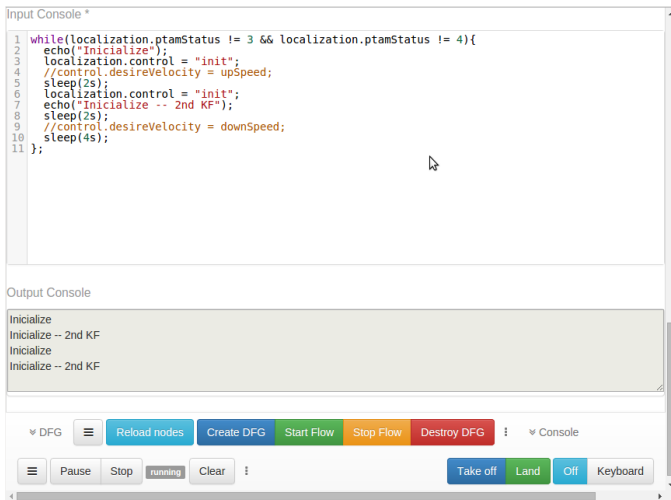 Input Console *
1 while(localization.ptamStatus != 3 && localization.ptamStatus != 4){
2 echo("Inicialize");
3 localization.control = "init";
4 //control.desireVelocity = upSpeed;
5 sleep(2s);
6 localization.control = "init";
7 echo("Inicialize -- 2nd KF");
8 sleep(2s);
9 //control.desireVelocity = downSpeed;
10 sleep(4s);
11 };
Output Console
Inicialize
Inicialize -- 2nd KF
Inicialize
Inicialize -- 2nd KF
DFG Reload nodes Create DFG Start Flow Stop Flow Destroy DFG Console
Pause Stop running Clear Take off Land Off Keyboard